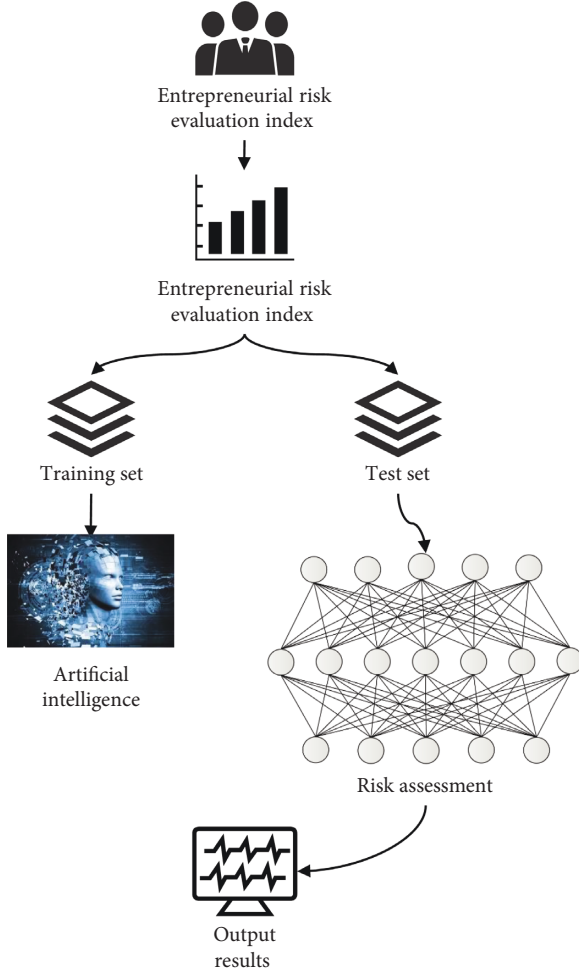 Entrepreneurial risk
evaluation index
Entrepreneurial risk
evaluation index
Training set
Test set
Artificial
intelligence
Risk assessment
Output
results